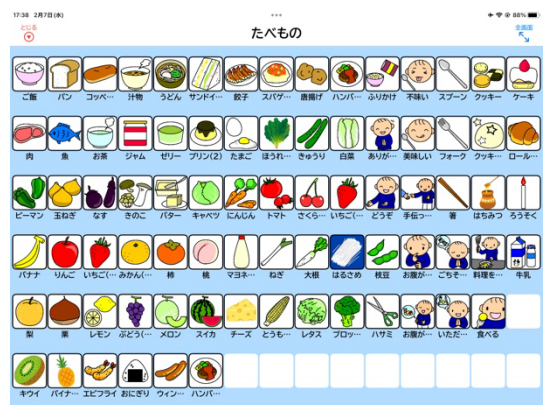 17:38 2月7日(水)
88%
とじる
たべもの
全画面
ご飯 パン コッペ… 汁物 うどん サンドイ… 餃子 スパゲ… 唐揚げ ハンバ… ふりかけ 不味い スプーン クッキー ケーキ
肉 魚 お茶 ジャム ゼリー プリン(2) たまご ほうれ… きゅうり 白菜 ありが… 美味しい フォーク クッキ… ロール…
ピーマン 玉ねぎ なす きのこ バター キャベツ にんじん トマト さくら… いちご(… どうぞ 手伝っ… 箸 はちみつ ろうそく
バナナ りんご いちご(… みかん(… 柿 桃 マヨネ… ねぎ 大根 はるさめ 枝豆 お腹が… ごちそ… 料理を… 牛乳
梨 栗 レモン ぶどう(… メロン スイカ チーズ とうも… レタス ブロッ… ハサミ お腹が… いただ… 食べる
キウイ パイナ… エビフライ おにぎり ウィン… ハンバ…